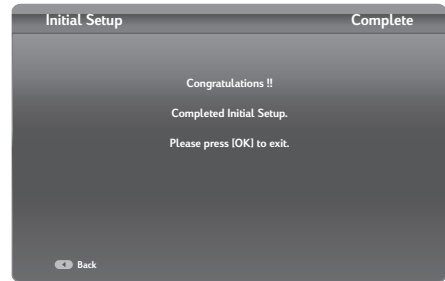 Initial Setup Complete
Congratulations !!
Completed Initial Setup.
Please press [OK] to exit.
Back